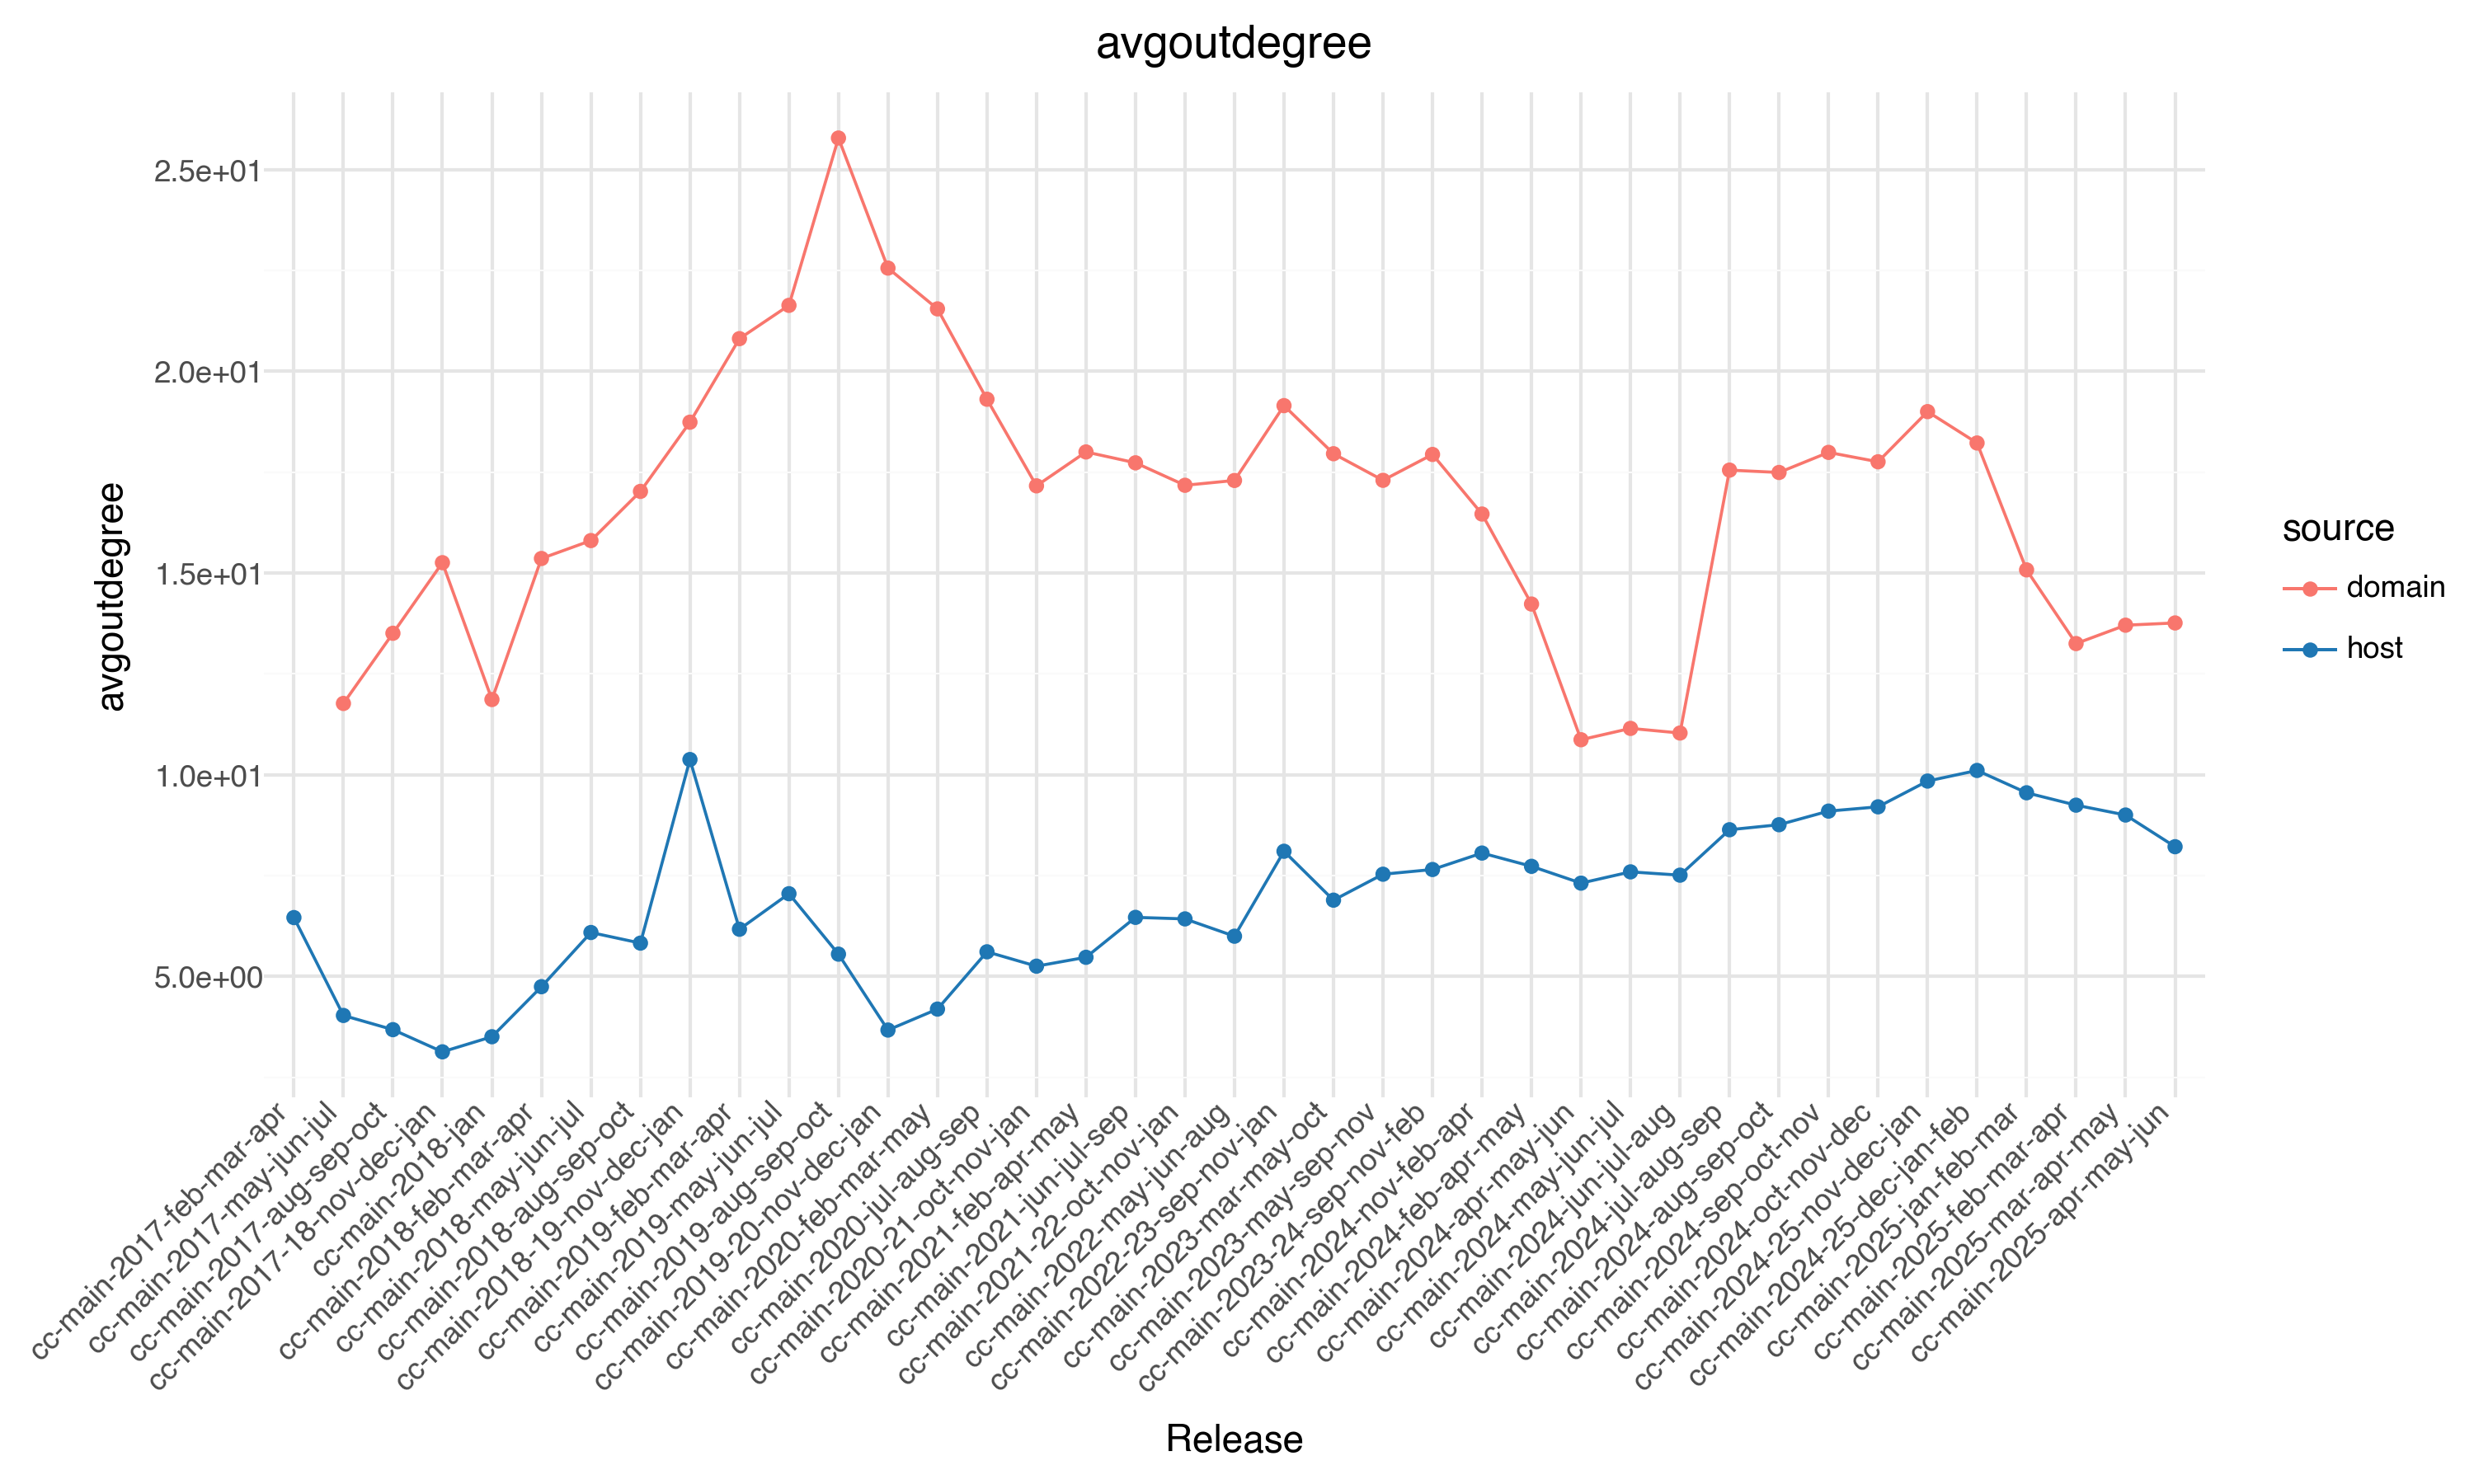 avgoutdegree
avgoutdegree
2.5e+01
2.0e+01
1.5e+01
1.0e+01
5.0e+00
cc-main-2017-feb-mar-apr
cc-main-2017-may-jun-jul
cc-main-2017-aug-sep-oct
cc-main-2017-18-nov-dec-jan
cc-main-2018-jan
cc-main-2018-feb-mar-apr
cc-main-2018-may-jun-jul
cc-main-2018-aug-sep-oct
cc-main-2018-19-nov-dec-jan
cc-main-2019-feb-mar-apr
cc-main-2019-may-jun-jul
cc-main-2019-aug-sep-oct
cc-main-2019-20-nov-dec-jan
cc-main-2020-feb-mar-may
cc-main-2020-jul-aug-sep
cc-main-2020-21-oct-nov-jan
cc-main-2021-feb-apr-may
cc-main-2021-jun-jul-sep
cc-main-2021-22-oct-nov-jan
cc-main-2022-may-jun-aug
cc-main-2022-23-sep-nov-jan
cc-main-2023-mar-may-oct
cc-main-2023-may-sep-nov
cc-main-2023-24-sep-nov-feb
cc-main-2024-nov-feb-apr
cc-main-2024-feb-apr-may
cc-main-2024-apr-may-jun
cc-main-2024-may-jun-jul
cc-main-2024-jun-jul-aug
cc-main-2024-jul-aug-sep
cc-main-2024-aug-sep-oct
cc-main-2024-sep-oct-nov
cc-main-2024-oct-nov-dec
cc-main-2024-25-nov-dec-jan
cc-main-2024-25-dec-jan-feb
cc-main-2025-jan-feb-mar
cc-main-2025-feb-mar-apr
cc-main-2025-mar-apr-may
cc-main-2025-apr-may-jun
Release
source
domain
host